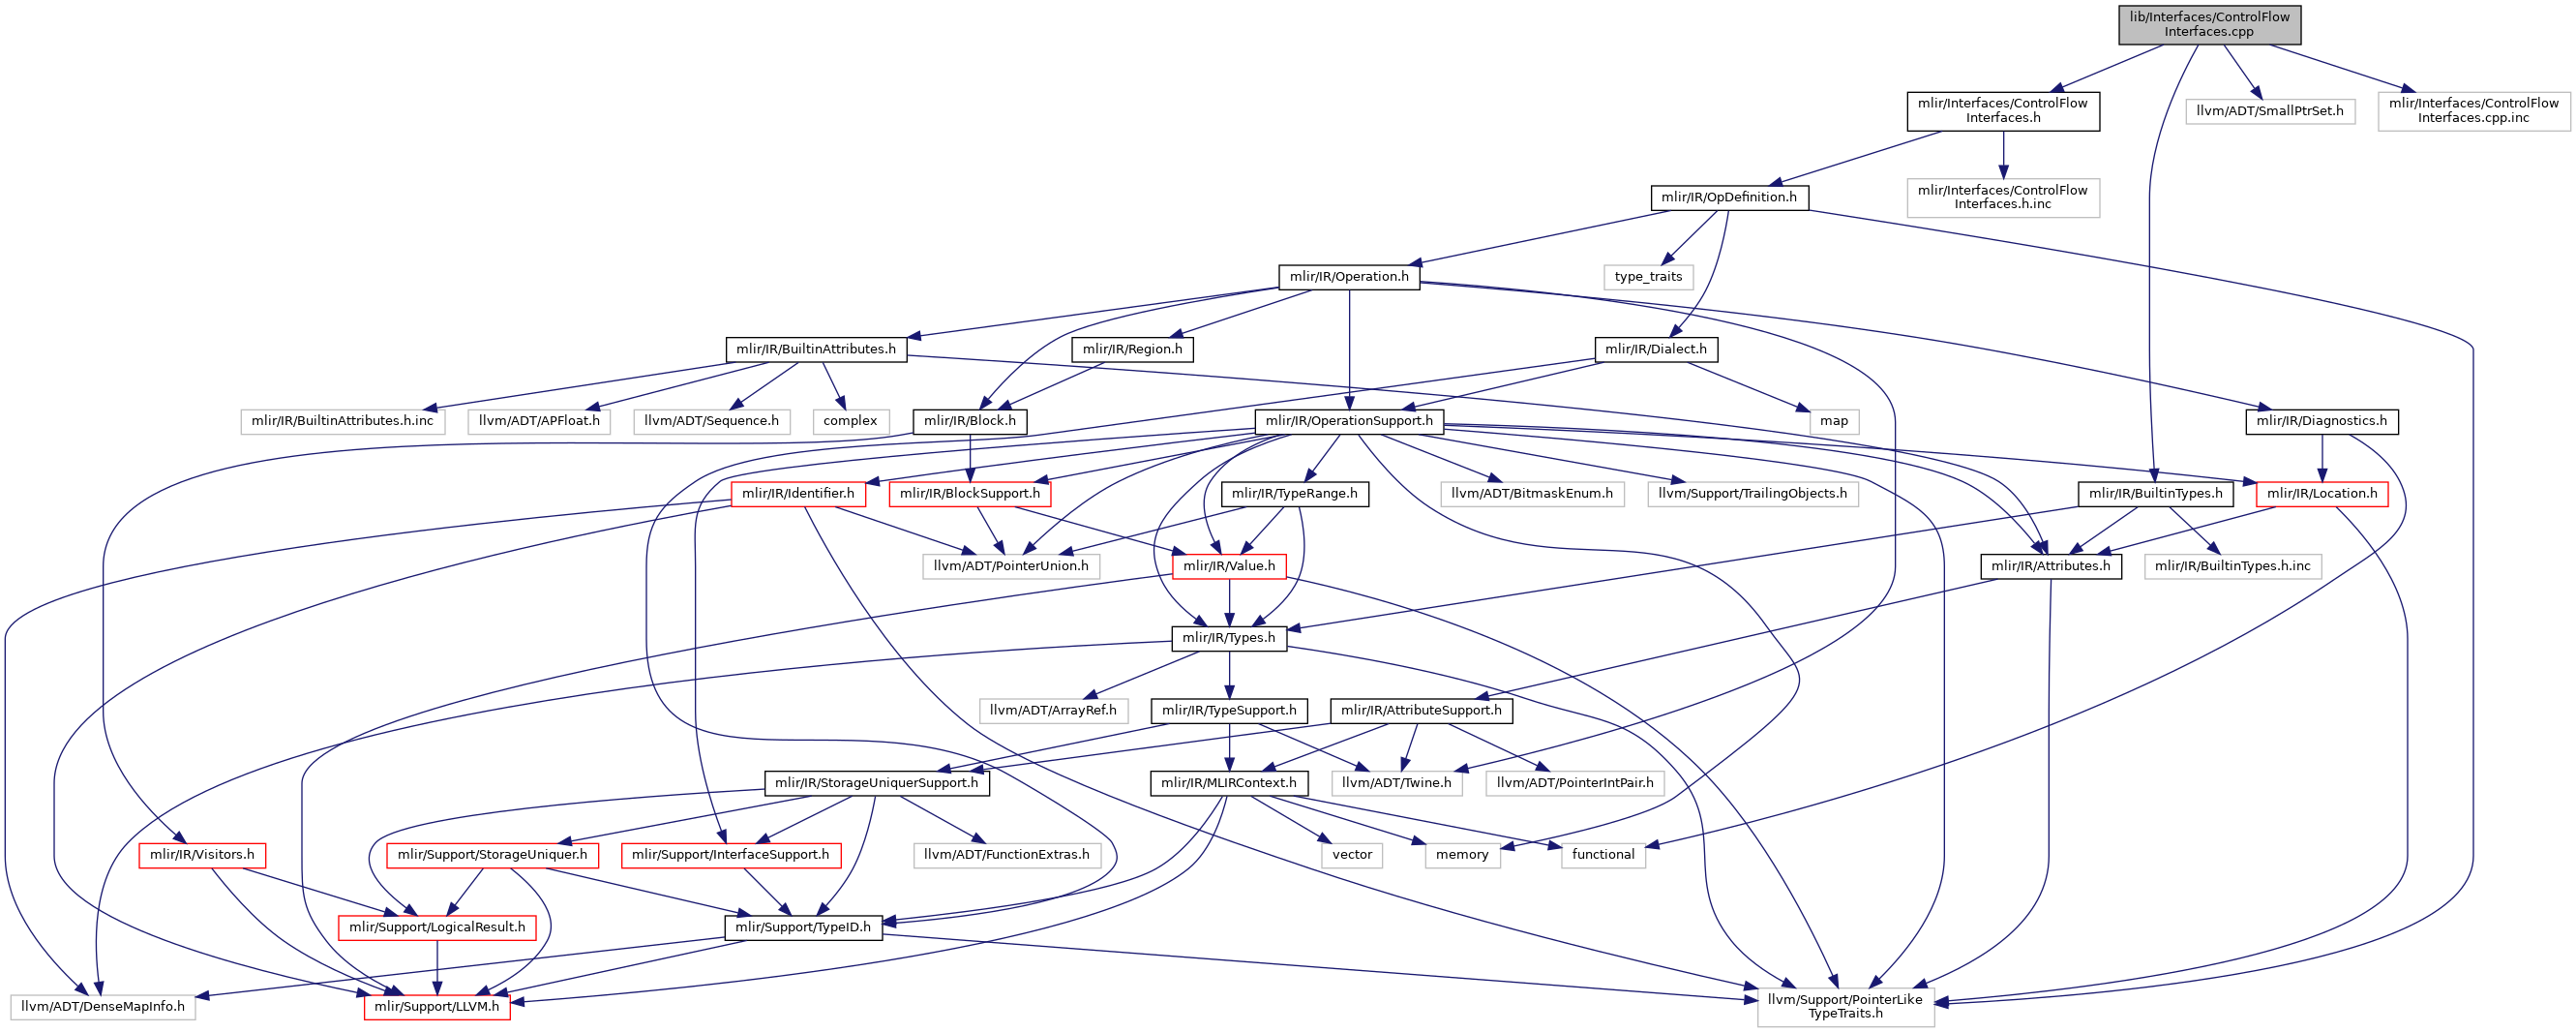 lib/Interfaces/ControlFlow
Interfaces.cpp
mlir/Interfaces/ControlFlow
Interfaces.h
llvm/ADT/SmallPtrSet.h
mlir/Interfaces/ControlFlow
Interfaces.cpp.inc
mlir/IR/OpDefinition.h
mlir/Interfaces/ControlFlow
Interfaces.h.inc
mlir/IR/Operation.h
type_traits
mlir/IR/BuiltinAttributes.h
mlir/IR/Region.h
mlir/IR/Dialect.h
mlir/IR/BuiltinAttributes.h.inc
llvm/ADT/APFloat.h
llvm/ADT/Sequence.h
complex
mlir/IR/Block.h
mlir/IR/OperationSupport.h
map
mlir/IR/Diagnostics.h
mlir/IR/Identifier.h
mlir/IR/BlockSupport.h
mlir/IR/TypeRange.h
llvm/ADT/BitmaskEnum.h
llvm/Support/TrailingObjects.h
mlir/IR/BuiltinTypes.h
mlir/IR/Location.h
llvm/ADT/PointerUnion.h
mlir/IR/Value.h
mlir/IR/Attributes.h
mlir/IR/BuiltinTypes.h.inc
mlir/IR/Types.h
llvm/ADT/ArrayRef.h
mlir/IR/TypeSupport.h
mlir/IR/AttributeSupport.h
mlir/IR/StorageUniquerSupport.h
mlir/IR/MLIRContext.h
llvm/ADT/Twine.h
llvm/ADT/PointerIntPair.h
mlir/IR/Visitors.h
mlir/Support/StorageUniquer.h
mlir/Support/InterfaceSupport.h
llvm/ADT/FunctionExtras.h
vector
memory
functional
mlir/Support/LogicalResult.h
mlir/Support/TypeID.h
llvm/ADT/DenseMapInfo.h
mlir/Support/LLVM.h
llvm/Support/PointerLike
TypeTraits.h